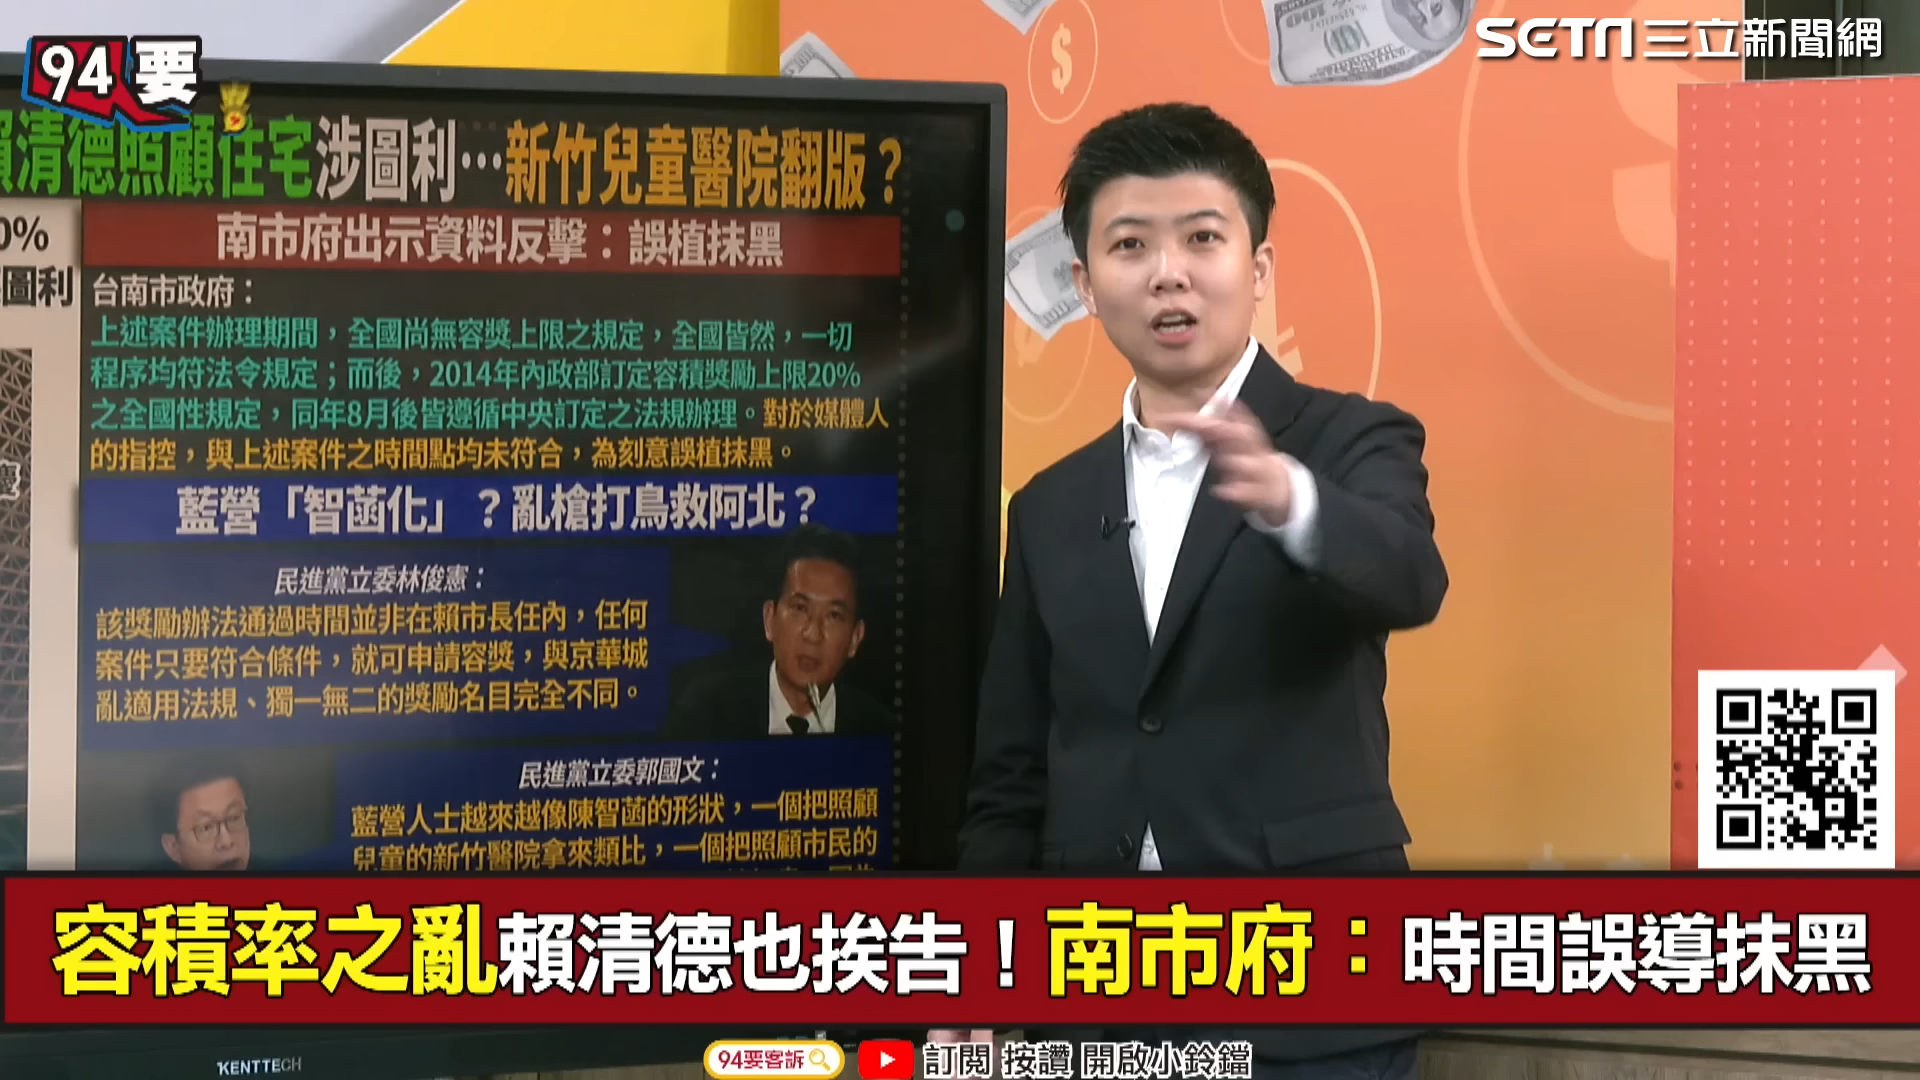 94要
SETN三立新聞網
賴清德照顧住宅涉圖利…新竹兒童醫院翻版?
0%
圖利
南市府出示資料反擊：誤植抹黑
台南市政府：
上述案件辦理期間，全國尚無容獎上限之規定，全國皆然，一切
程序均符法令規定；而後，2014年內政部訂定容積獎勵上限20%
之全國性規定，同年8月後皆遵循中央訂定之法規辦理。對於媒體人
的指控，與上述案件之時間點均未符合，為刻意誤植抹黑。
藍營「智菡化」？亂槍打鳥救阿北？
民進黨立委林俊憲：
該獎勵辦法通過時間並非在賴市長任內，任何
案件只要符合條件，就可申請容獎，與京華城
亂適用法規、獨一無二的獎勵名目完全不同。
民進黨立委郭國文：
藍營人士越來越像陳智菡的形狀，一個把照顧
兒童的新竹醫院拿來類比，一個把照顧市民的
容積率之亂賴清德也挨告！南市府：時間誤導抹黑
KENTTECH
94要客訴
訂閱 按讚 開啟小鈴鐺